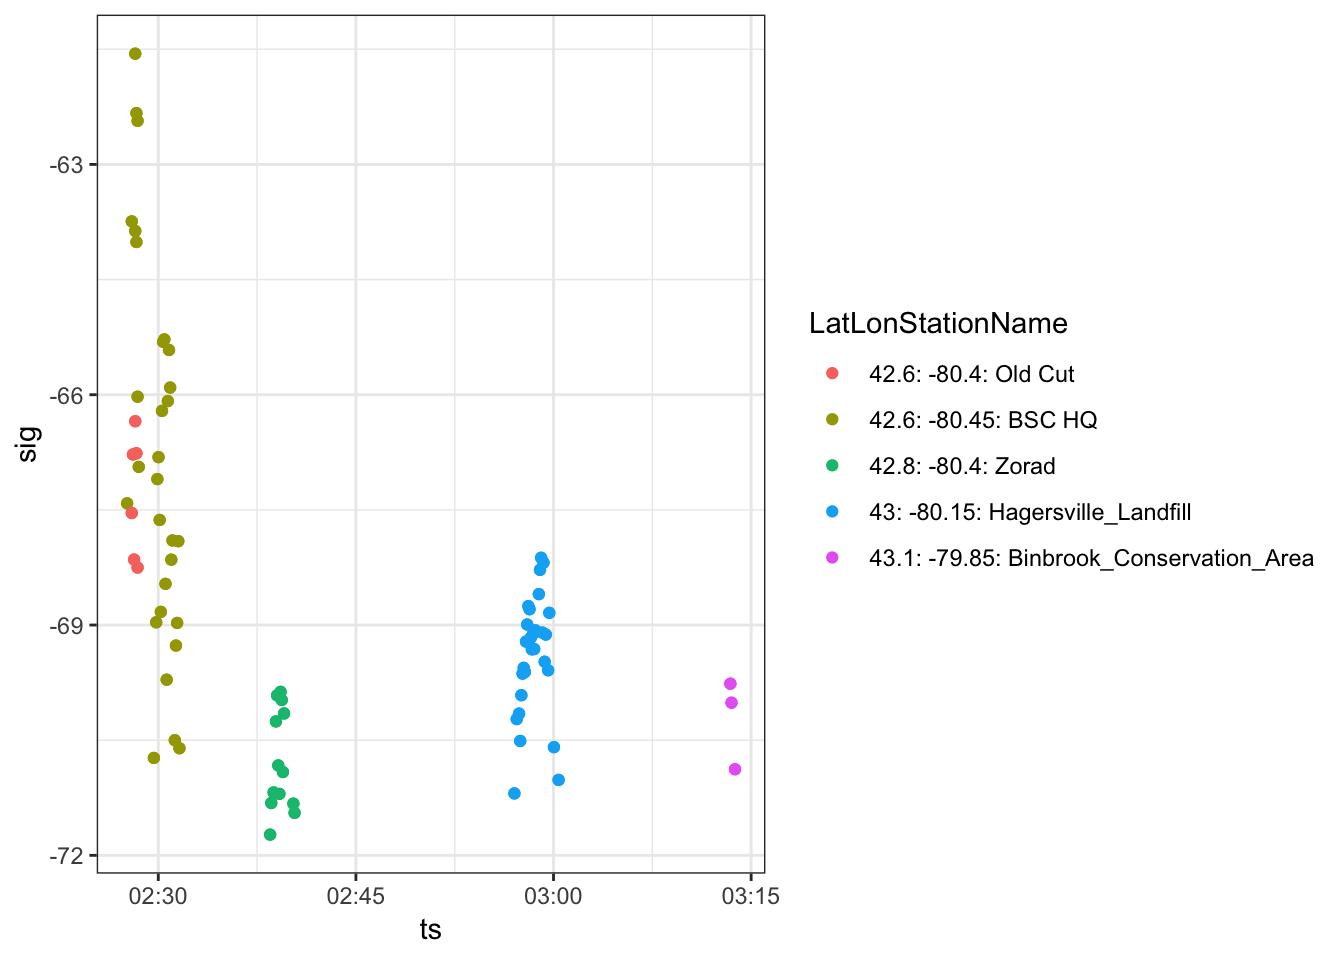 -63
-66
-69
-72
sig
02:30
02:45
03:00
03:15
ts
LatLonStationName
42.6: -80.4: Old Cut
42.6: -80.45: BSC HQ
42.8: -80.4: Zorad
43: -80.15: Hagersville_Landfill
43.1: -79.85: Binbrook_Conservation_Area